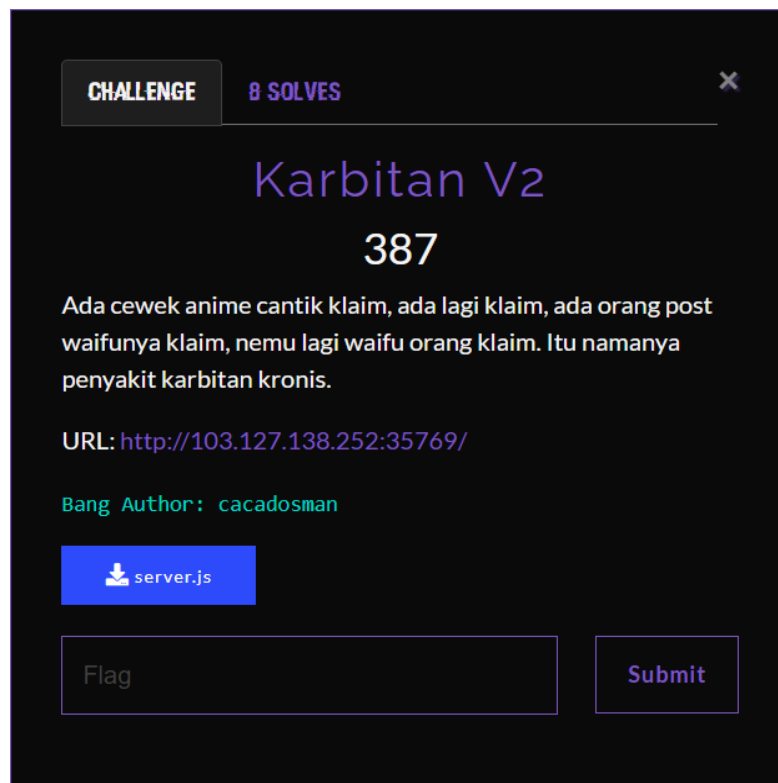 CHALLENGE
8 SOLVES
×
Karbitan V2
387
Ada cewek anime cantik klaim, ada lagi klaim, ada orang post
waifunya klaim, nemu lagi waifu orang klaim. Itu namanya
penyakit karbitan kronis.
URL: http://103.127.138.252:35769/
Bang Author: cacadosman
server.js
Flag
Submit